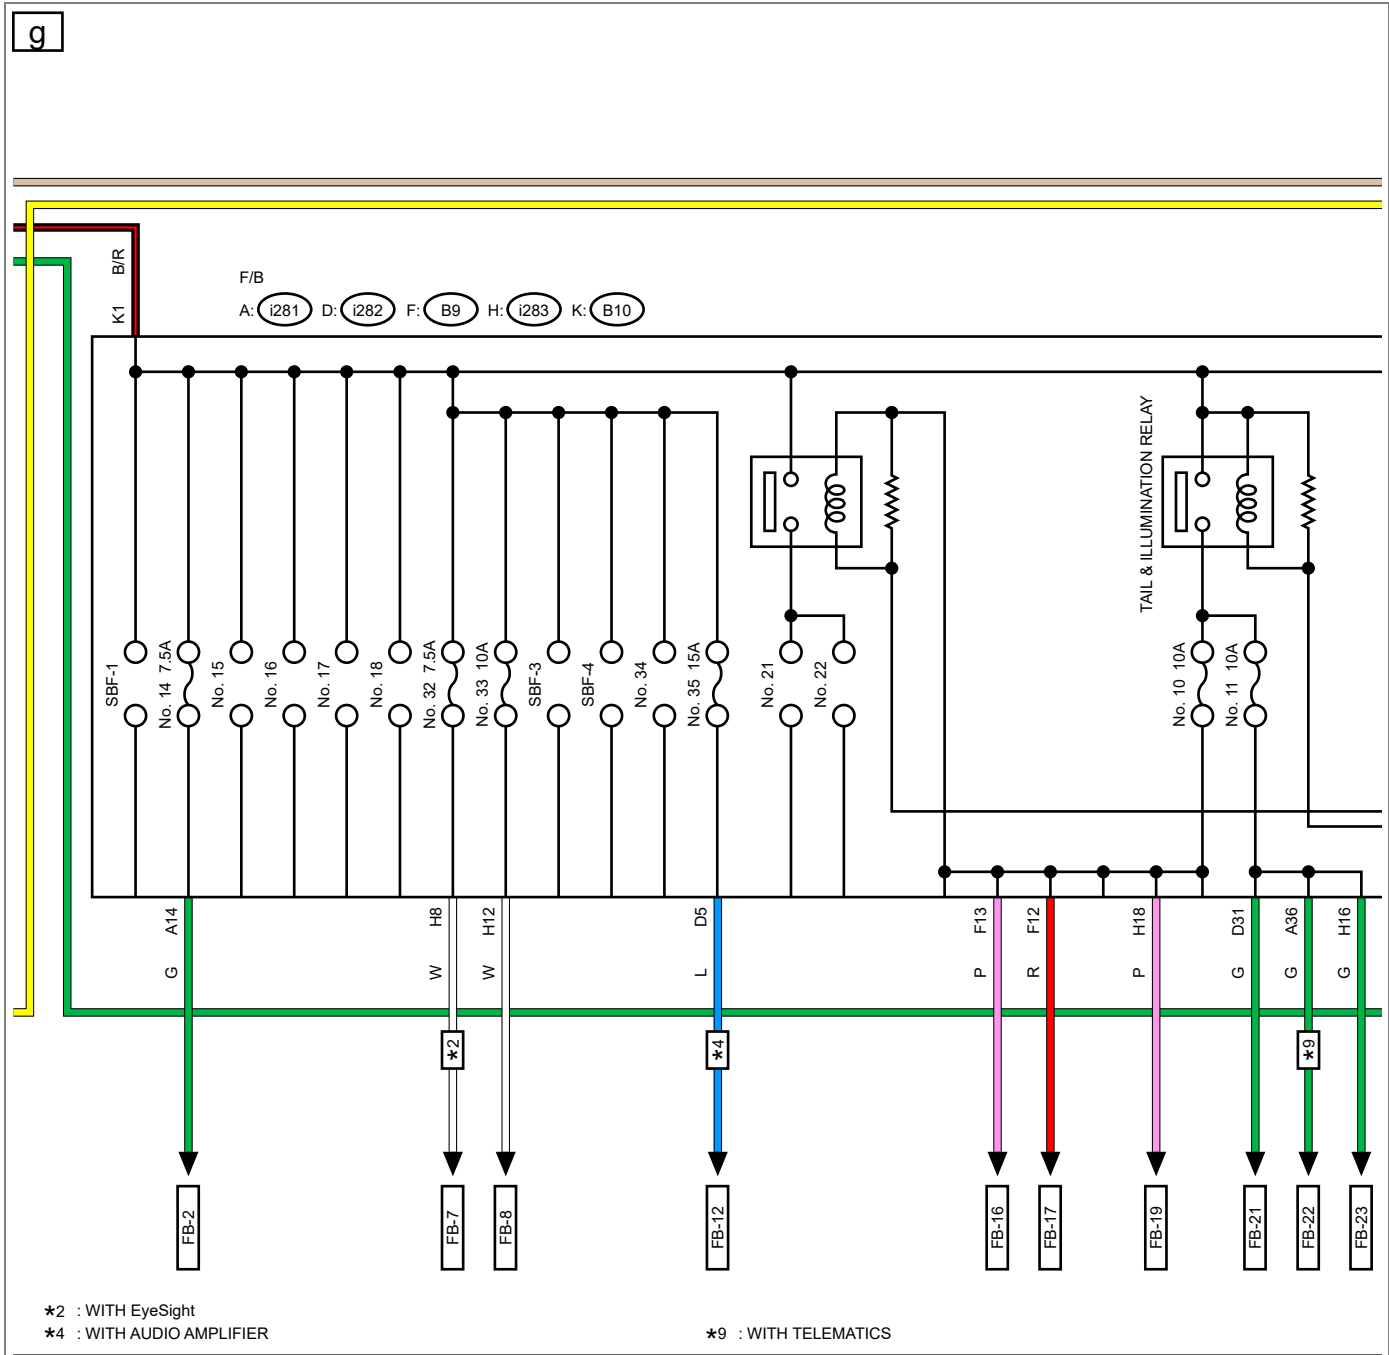 g
B/R
K1
F/B
A: i281 D: i282 F: B9 H: i283 K: B10
TAIL & ILLUMINATION RELAY
SBF-1
No. 14 7.5A
No. 15
No. 16
No. 17
No. 18
No. 32 7.5A
No. 33 10A
SBF-3
SBF-4
No. 34
No. 35 15A
No. 21
No. 22
No. 10 10A
No. 11 10A
A14
H8
H12
D5
F13
F12
H18
D31
A36
H16
G
W
W
L
P
R
P
G
G
G
*2
*4
*9
FB-2
FB-7
FB-8
FB-12
FB-16
FB-17
FB-19
FB-21
FB-22
FB-23
*2 : WITH EyeSight
*4 : WITH AUDIO AMPLIFIER
*9 : WITH TELEMATICS